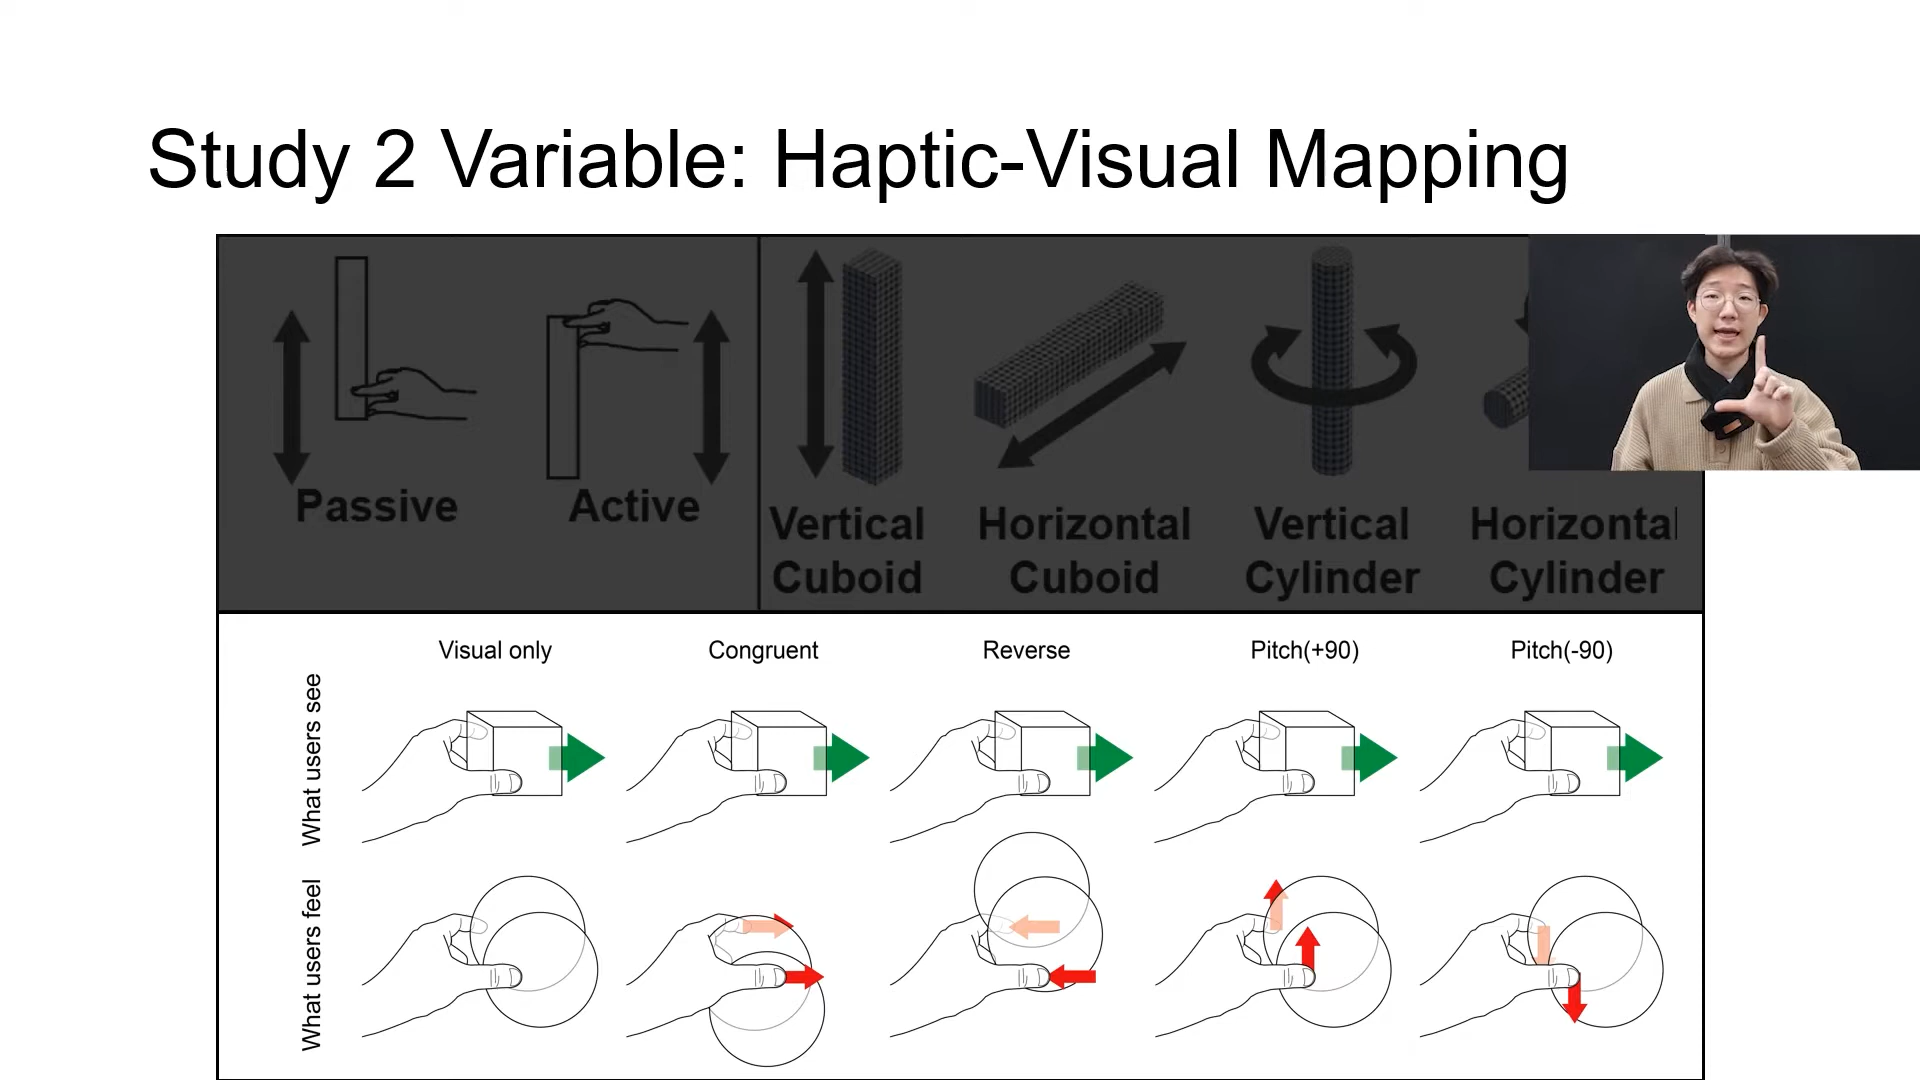 Study 2 Variable: Haptic-Visual Mapping
Passive
Active
Vertical
Cuboid
Horizontal
Cuboid
Vertical
Cylinder
Horizontal
Cylinder
Visual only
Congruent
Reverse
Pitch(+90)
Pitch(-90)
What users see
What users feel